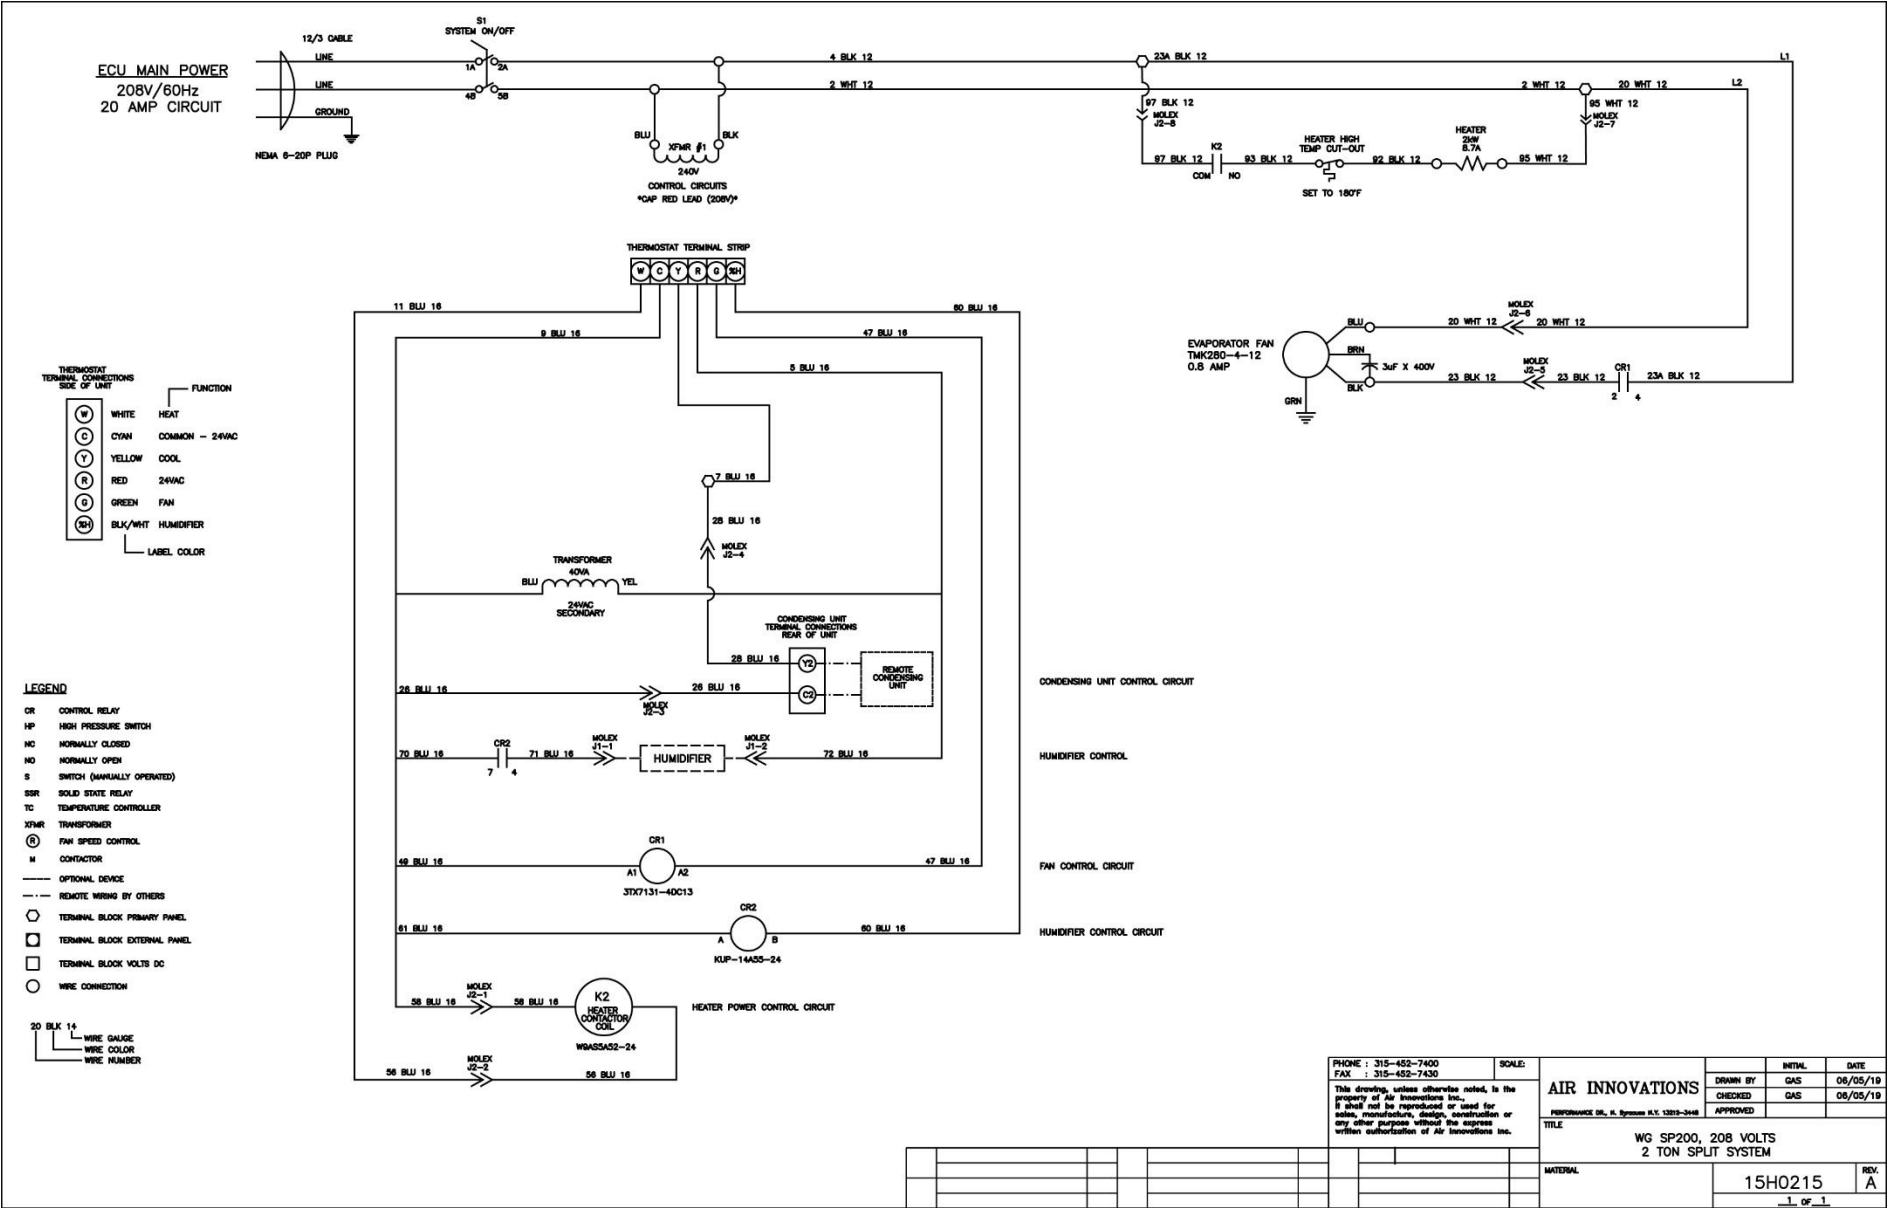 ECU MAIN POWER
208V/60Hz
20 AMP CIRCUIT
12/3 CABLE
LINE
LINE
GROUND
NEMA 6-20P PLUG
S1
SYSTEM ON/OFF
1A 2A
4B 5B
4 BLK 12
2 WHT 12
BLU
BLK
XFMR #1
240V
CONTROL CIRCUITS
*CAP RED LEAD (208V)*
23A BLK 12
L1
2 WHT 12
20 WHT 12
L2
97 BLK 12
MOLEX
J2-8
95 WHT 12
MOLEX
J2-7
97 BLK 12
K2
COM
NO
93 BLK 12
HEATER HIGH
TEMP CUT-OUT
SET TO 180°F
92 BLK 12
HEATER
2kW
8.7A
95 WHT 12
THERMOSTAT TERMINAL STRIP
W C Y R G %H
11 BLU 16
60 BLU 16
9 BLU 16
47 BLU 16
5 BLU 16
EVAPORATOR FAN
TMK280-4-12
0.8 AMP
BLU
BRN
BLK
GRN
3uF X 400V
20 WHT 12
MOLEX
J2-6
20 WHT 12
23 BLK 12
MOLEX
J2-5
23 BLK 12
CR1
2 4
23A BLK 12
THERMOSTAT
TERMINAL CONNECTIONS
SIDE OF UNIT
FUNCTION
W WHITE HEAT
C CYAN COMMON - 24VAC
Y YELLOW COOL
R RED 24VAC
G GREEN FAN
%H BLK/WHT HUMIDIFIER
LABEL COLOR
7 BLU 16
28 BLU 16
MOLEX
J2-4
TRANSFORMER
40VA
BLU
YEL
24VAC
SECONDARY
CONDENSING UNIT
TERMINAL CONNECTIONS
REAR OF UNIT
28 BLU 16
Y2
C2
REMOTE
CONDENSING
UNIT
26 BLU 16
MOLEX
J2-3
26 BLU 16
CONDENSING UNIT CONTROL CIRCUIT
70 BLU 16
CR2
7 4
71 BLU 16
MOLEX
J1-1
HUMIDIFIER
MOLEX
J1-2
72 BLU 16
HUMIDIFIER CONTROL
49 BLU 16
CR1
A1 A2
3TX7131-4DC13
47 BLU 16
FAN CONTROL CIRCUIT
61 BLU 16
CR2
A B
KUP-14A55-24
60 BLU 16
HUMIDIFIER CONTROL CIRCUIT
58 BLU 16
MOLEX
J2-1
58 BLU 16
K2
HEATER
CONTACTOR
COIL
W9AS5A52-24
HEATER POWER CONTROL CIRCUIT
56 BLU 16
MOLEX
J2-2
56 BLU 16
LEGEND
CR CONTROL RELAY
HP HIGH PRESSURE SWITCH
NC NORMALLY CLOSED
NO NORMALLY OPEN
S SWITCH (MANUALLY OPERATED)
SSR SOLID STATE RELAY
TC TEMPERATURE CONTROLLER
XFMR TRANSFORMER
R FAN SPEED CONTROL
M CONTACTOR
OPTIONAL DEVICE
REMOTE WIRING BY OTHERS
TERMINAL BLOCK PRIMARY PANEL
TERMINAL BLOCK EXTERNAL PANEL
TERMINAL BLOCK VOLTS DC
WIRE CONNECTION
20 BLK 14
WIRE GAUGE
WIRE COLOR
WIRE NUMBER
PHONE : 315-452-7400
FAX : 315-452-7430
SCALE:
This drawing, unless otherwise noted, is the
property of Air Innovations Inc.,
It shall not be reproduced or used for
sales, manufacture, design, construction or
any other purpose without the express
written authorization of Air Innovations Inc.
AIR INNOVATIONS
PERFORMANCE DR., N. Syracuse N.Y. 13212-3448
INITIAL DATE
DRAWN BY GAS 06/05/19
CHECKED GAS 06/05/19
APPROVED
TITLE
WG SP200, 208 VOLTS
2 TON SPLIT SYSTEM
MATERIAL
15H0215
REV.
A
1 OF 1